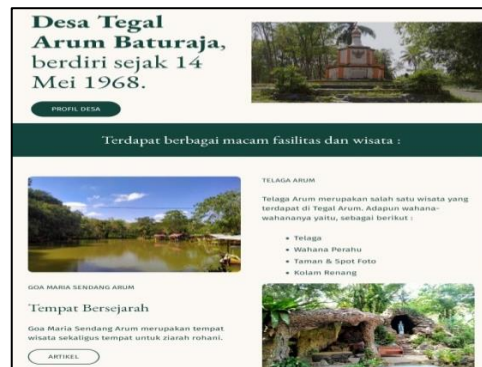 Desa Tegal
Arum Baturaja,
berdiri sejak 14
Mei 1968.
PROFIL DESA
Terdapat berbagai macam fasilitas dan wisata :
TELAGA ARUM
Telaga Arum merupakan salah satu wisata yang
terdapat di Tegal Arum. Adapun wahana-
wahananya yaitu, sebagai berikut :
• Telaga
• Wahana Perahu
• Taman & Spot Foto
• Kolam Renang
GOA MARIA SENDANG ARUM
Tempat Bersejarah
Goa Maria Sendang Arum merupakan tempat
wisata sekaligus tempat untuk ziarah rohani.
ARTIKEL